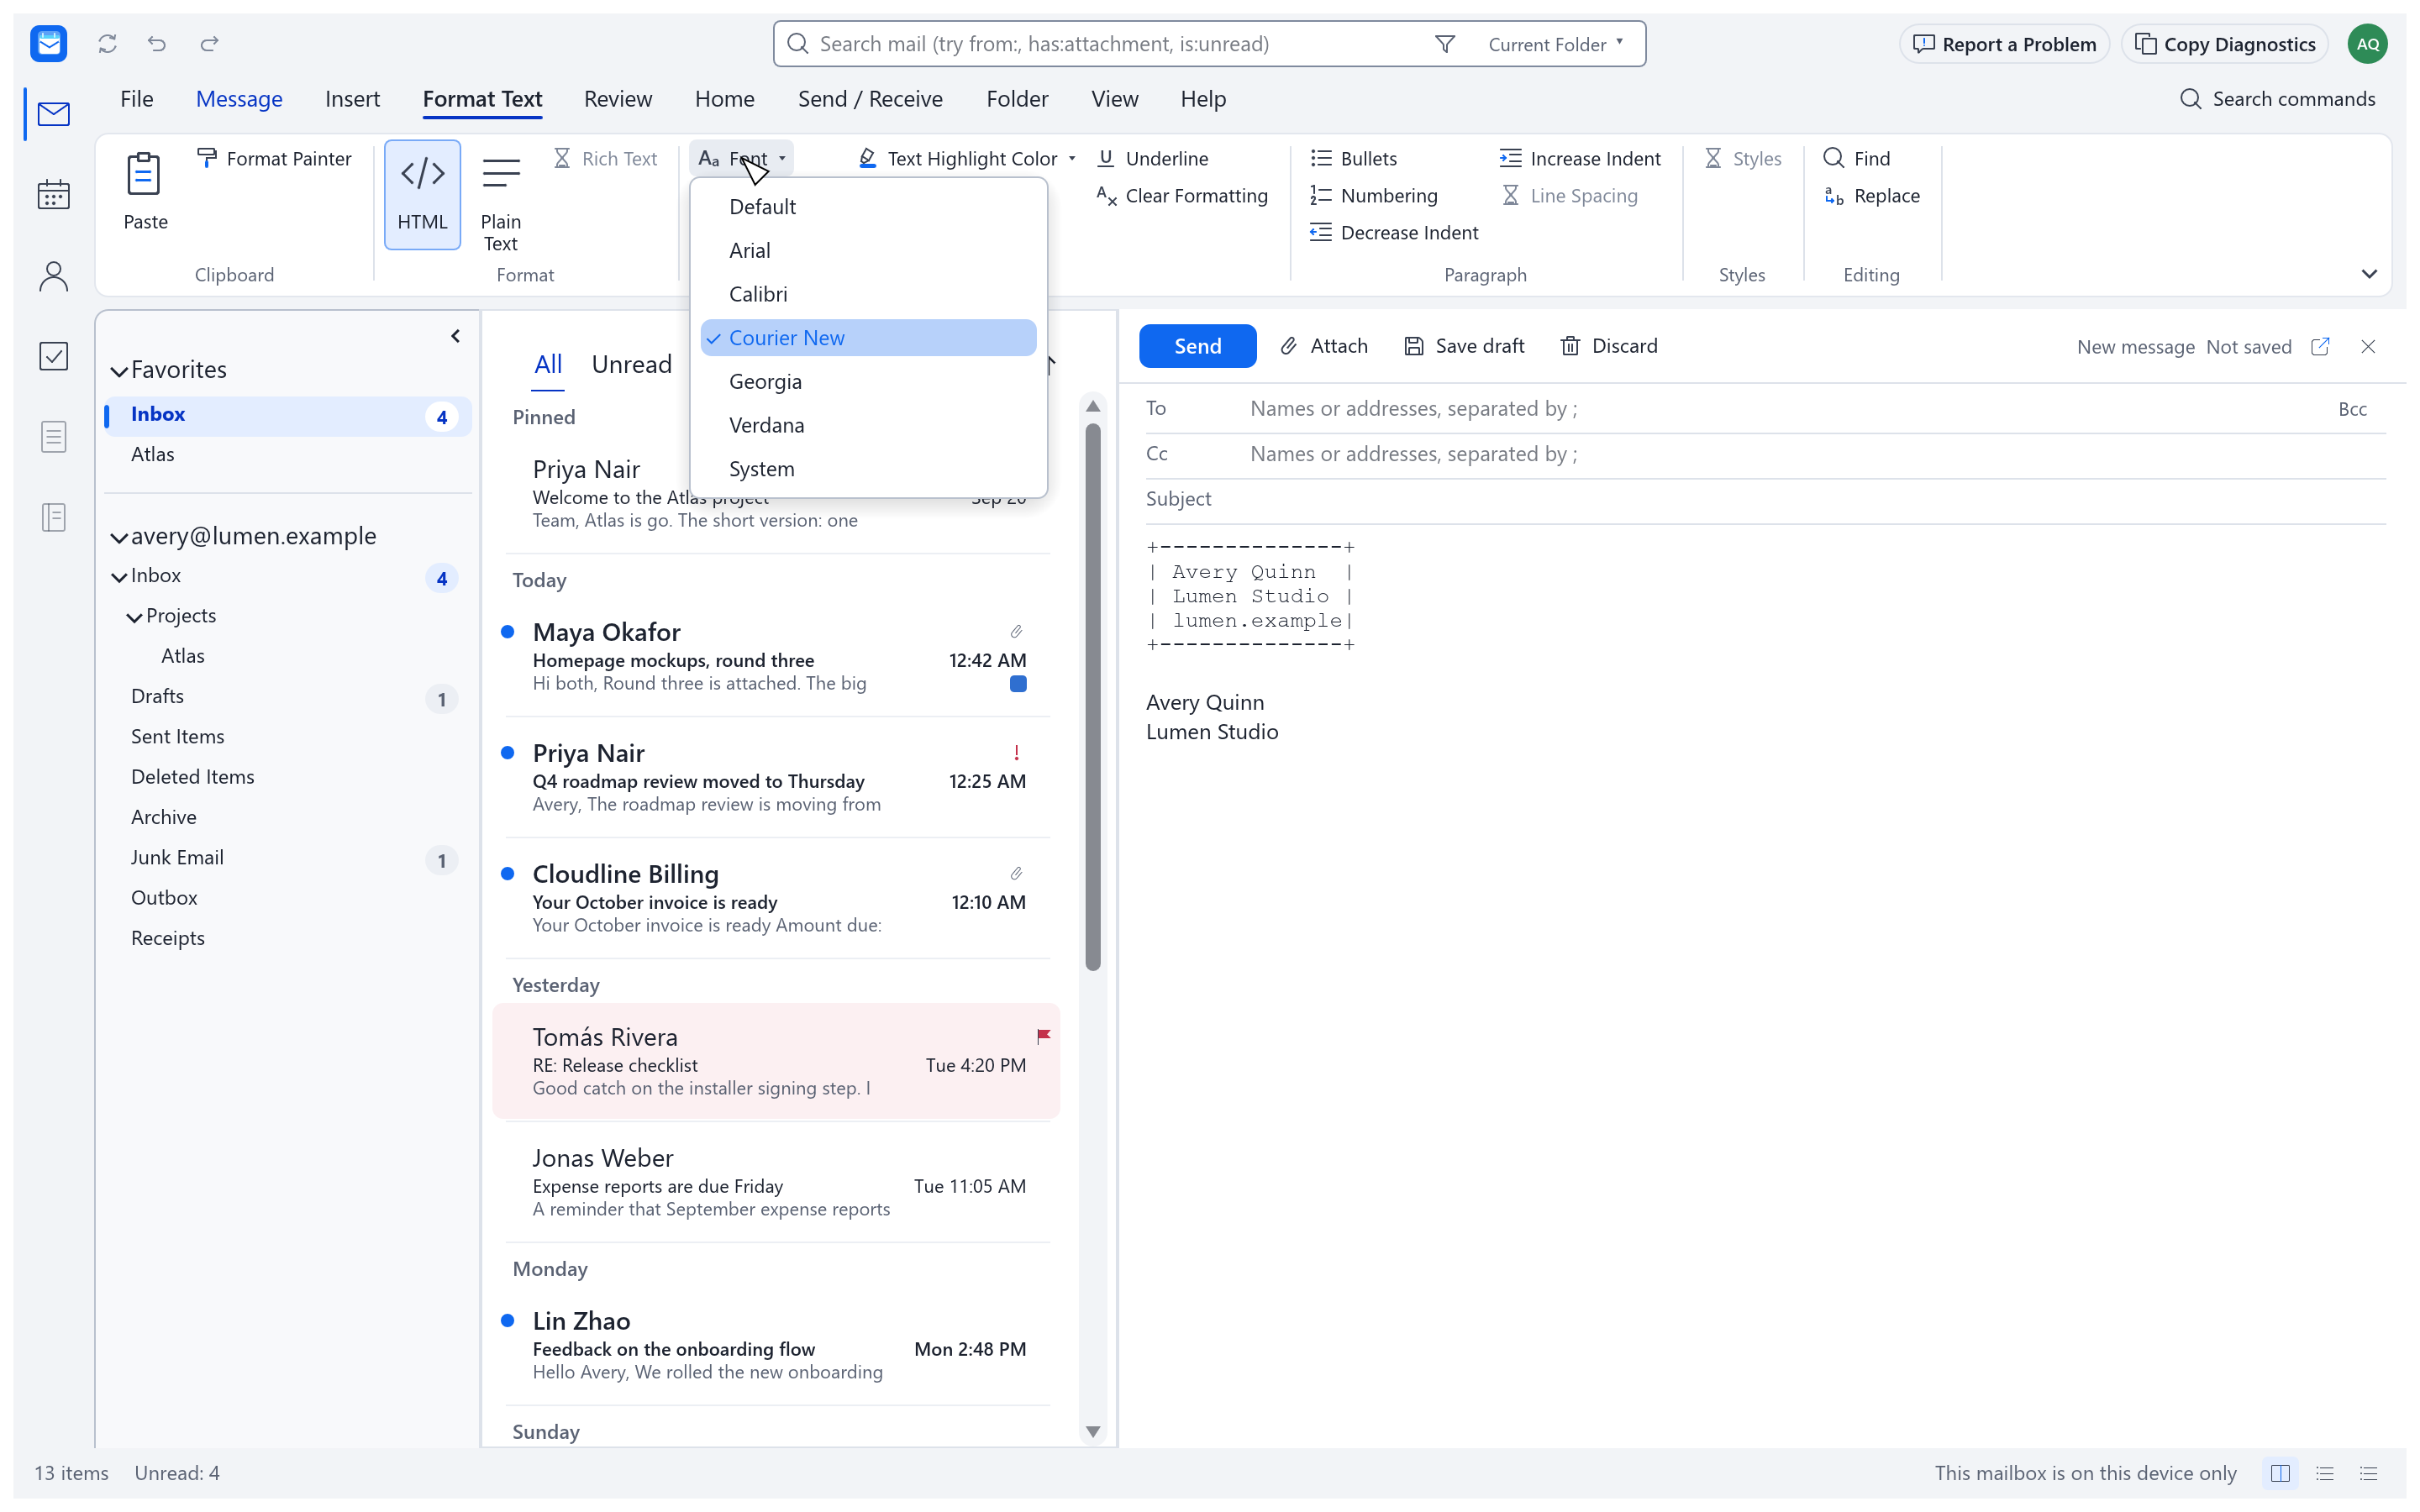 Search mail (try from:, has:attachment, is:unread)
Current Folder
Report a Problem
Copy Diagnostics
AQ
File
Message
Insert
Format Text
Review
Home
Send / Receive
Folder
View
Help
Search commands
Paste
Format Painter
Clipboard
HTML
Plain
Text
Rich Text
Format
Font
Text Highlight Color
Underline
Clear Formatting
Bullets
Numbering
Decrease Indent
Increase Indent
Line Spacing
Paragraph
Styles
Styles
Find
Replace
Editing
Default
Arial
Calibri
Courier New
Georgia
Verdana
System
Favorites
Inbox 4
Atlas
avery@lumen.example
Inbox 4
Projects
Atlas
Drafts 1
Sent Items
Deleted Items
Archive
Junk Email 1
Outbox
Receipts
All
Unread
Pinned
Priya Nair
Welcome to the Atlas project Sep 20
Team, Atlas is go. The short version: one
Today
Maya Okafor
Homepage mockups, round three 12:42 AM
Hi both, Round three is attached. The big
Priya Nair
Q4 roadmap review moved to Thursday 12:25 AM
Avery, The roadmap review is moving from
Cloudline Billing
Your October invoice is ready 12:10 AM
Your October invoice is ready Amount due:
Yesterday
Tomás Rivera
RE: Release checklist Tue 4:20 PM
Good catch on the installer signing step. I
Jonas Weber
Expense reports are due Friday Tue 11:05 AM
A reminder that September expense reports
Monday
Lin Zhao
Feedback on the onboarding flow Mon 2:48 PM
Hello Avery, We rolled the new onboarding
Sunday
Send
Attach
Save draft
Discard
New message
Not saved
To Names or addresses, separated by ; Bcc
Cc Names or addresses, separated by ;
Subject
+--------------+
| Avery Quinn  |
| Lumen Studio |
| lumen.example|
+--------------+
Avery Quinn
Lumen Studio
13 items
Unread: 4
This mailbox is on this device only